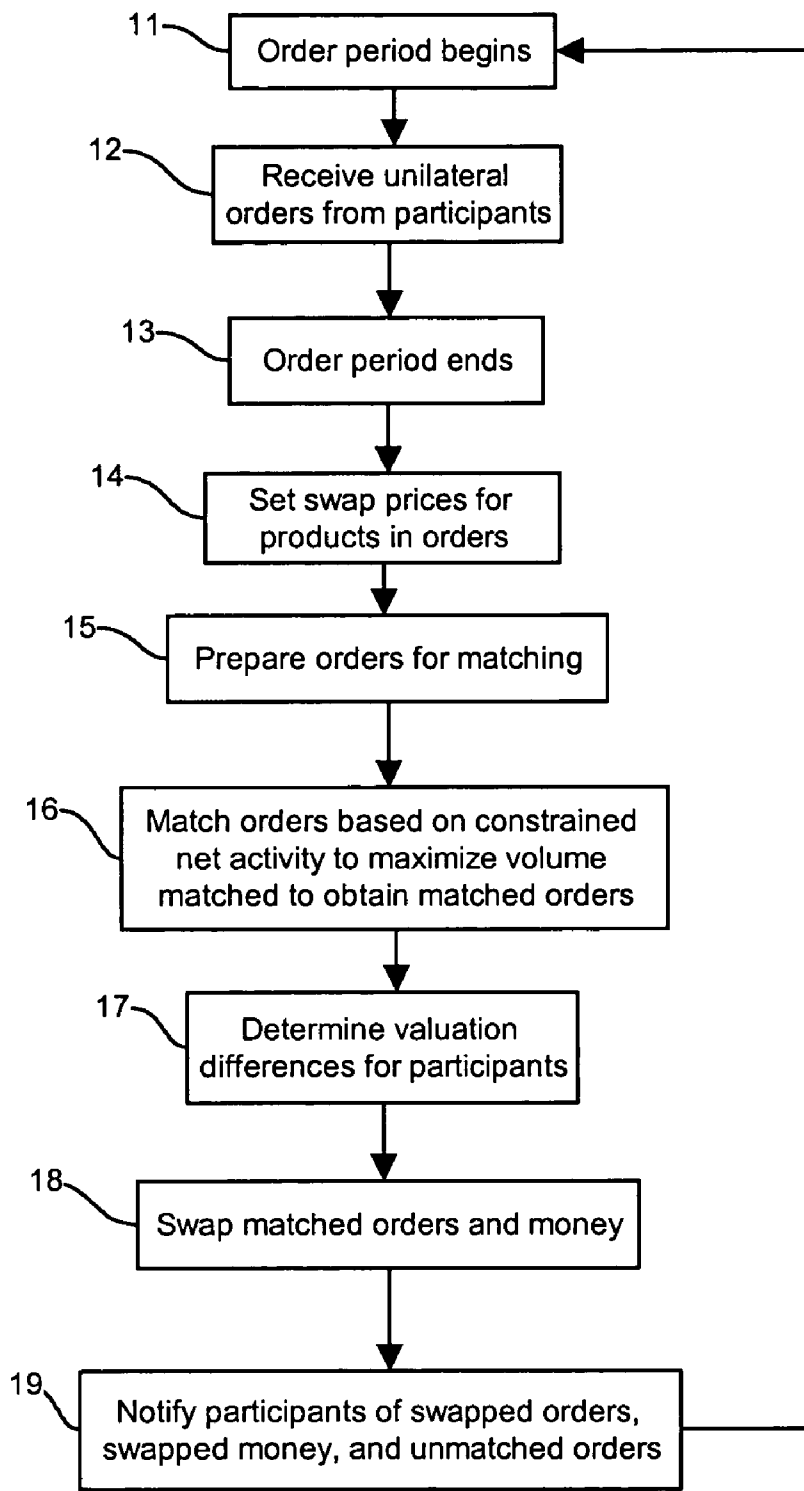 11
Order period begins
12
Receive unilateral
orders from participants
13
Order period ends
14
Set swap prices for
products in orders
15
Prepare orders for matching
16
Match orders based on constrained
net activity to maximize volume
matched to obtain matched orders
17
Determine valuation
differences for participants
18
Swap matched orders and money
19
Notify participants of swapped orders,
swapped money, and unmatched orders